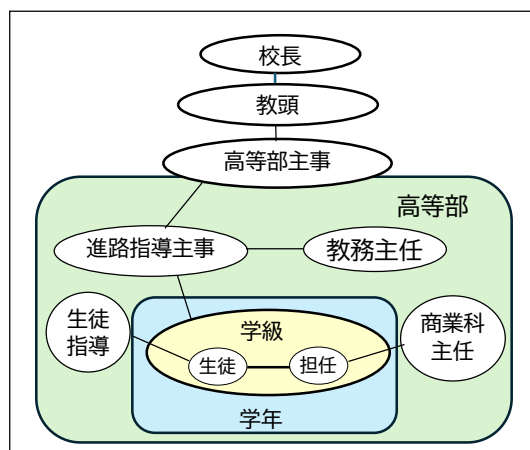 校長
教頭
高等部主事
高等部
進路指導主事
教務主任
生徒
指導
学級
商業科
主任
生徒
担任
学年